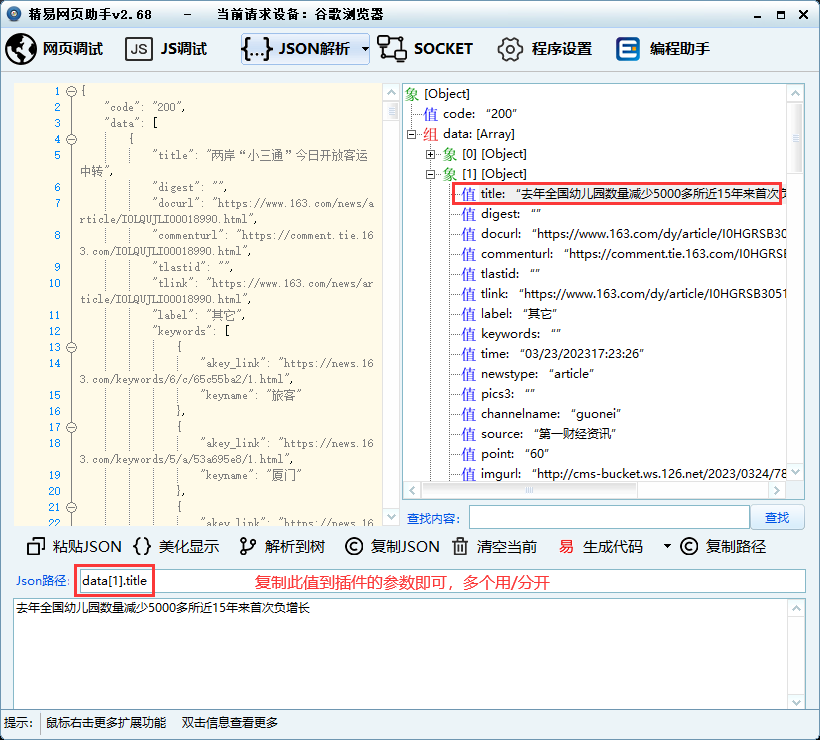 精易网页助手v2.68 - 当前请求设备：谷歌浏览器
网页调试 JS JS调试 {...} JSON解析 SOCKET 程序设置 编程助手
1 {
2 "code": "200",
3 "data": [
4 {
5 "title": "两岸“小三通”今日开放客运
中转",
6 "digest": "",
7 "docurl": "https://www.163.com/news/a
rticle/IOLQUJLI00018990.html",
8 "commenturl": "https://comment.tie.16
3.com/IOLQUJLI00018990.html",
9 "tlastid": "",
10 "tlink": "https://www.163.com/news/ar
ticle/IOLQUJLI00018990.html",
11 "label": "其它",
12 "keywords": [
13 {
14 "akey_link": "https://news.16
3.com/keywords/6/c/65c55ba2/1.html",
15 "keyname": "旅客"
16 },
17 {
18 "akey_link": "https://news.16
3.com/keywords/5/a/53a695e8/1.html",
19 "keyname": "厦门"
20 },
21 {
22 "akey_link": "https://news.16
象 [Object]
值 code: “200”
组 data: [Array]
象 [0] [Object]
象 [1] [Object]
值 title: “去年全国幼儿园数量减少5000多所近15年来首次负
值 digest: “”
值 docurl: “https://www.163.com/dy/article/I0HGRSB30
值 commenturl: “https://comment.tie.163.com/I0HGRSB
值 tlastid: “”
值 tlink: “https://www.163.com/dy/article/I0HGRSB3051
值 label: “其它”
值 keywords: “”
值 time: “03/23/202317:23:26”
值 newstype: “article”
值 pics3: “”
值 channelname: “guonei”
值 source: “第一财经资讯”
值 point: “60”
值 imgurl: “http://cms-bucket.ws.126.net/2023/0324/78
查找内容: 查找
粘贴JSON {} 美化显示 解析到树 复制JSON 清空当前 易 生成代码 复制路径
Json路径: data[1].title 复制此值到插件的参数即可，多个用/分开
去年全国幼儿园数量减少5000多所近15年来首次负增长
提示: 鼠标右击更多扩展功能 双击信息查看更多